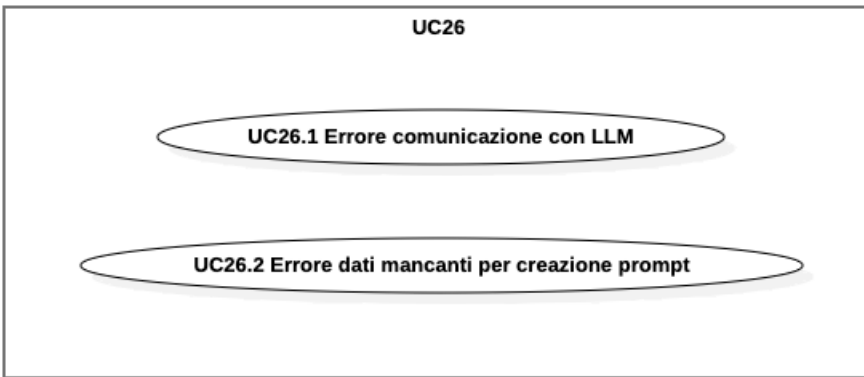 UC26
UC26.1 Errore comunicazione con LLM
UC26.2 Errore dati mancanti per creazione prompt